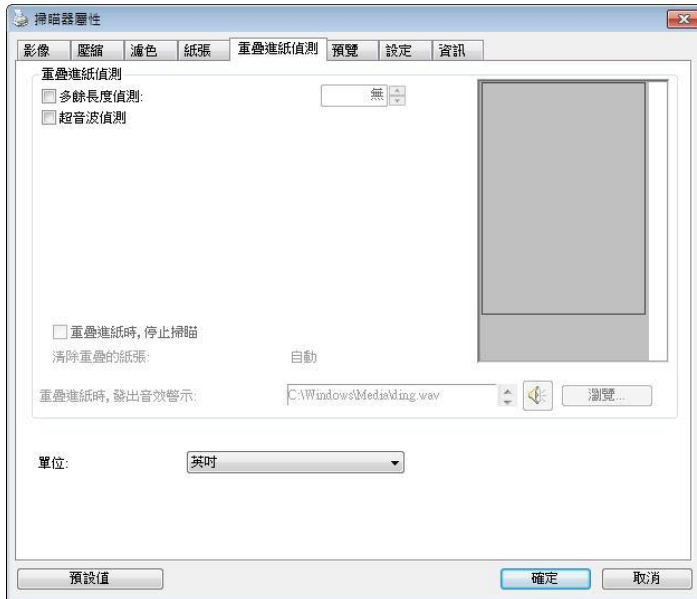 掃瞄器屬性
影像 壓縮 濾色 紙張 重疊進紙偵測 預覽 設定 資訊
重疊進紙偵測
多餘長度偵測: 無
超音波偵測
重疊進紙時, 停止掃瞄
清除重疊的紙張: 自動
重疊進紙時, 發出音效警示: C:\Windows\Media\ding.wav 瀏覽...
單位: 英吋
預設值 確定 取消